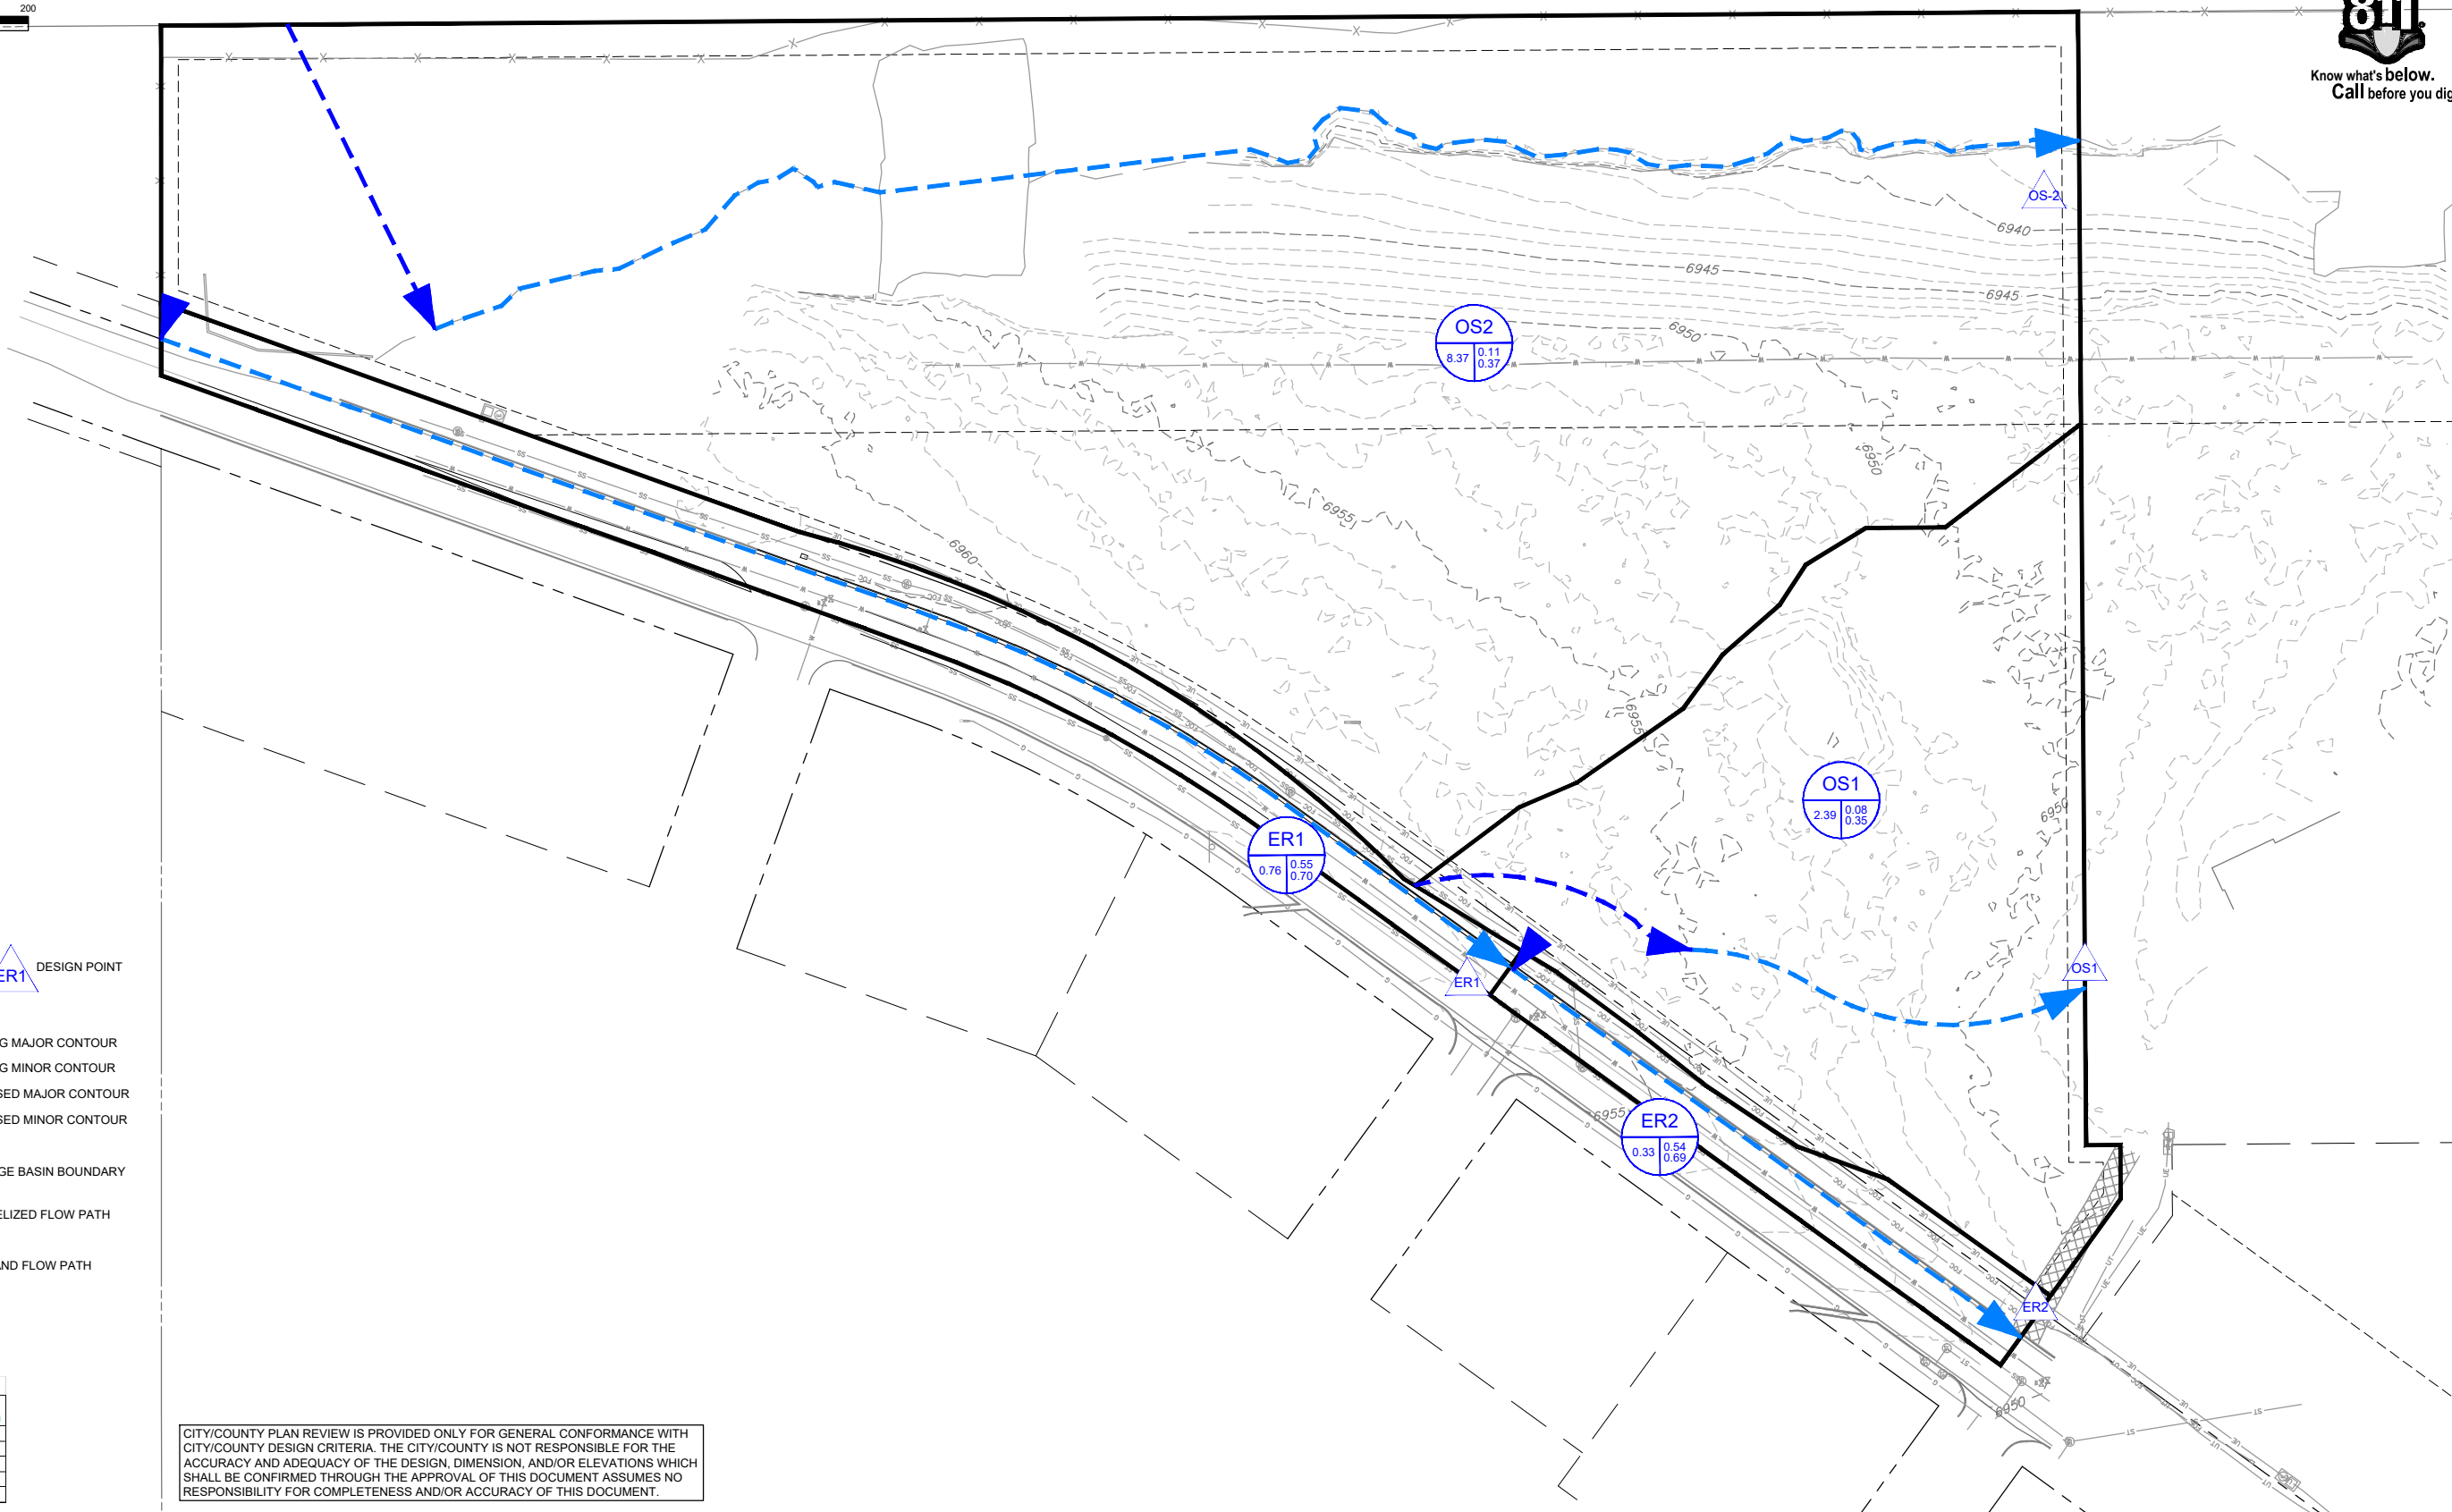 200
811
Know what's below.
Call before you dig
OS-2
6940
6945
6945
6950
OS2
8.37
0.11
0.37
6950
6955
6960
6955
OS1
2.39
0.08
0.35
6950
ER1
0.76
0.55
0.70
ER1
OS1
ER1
DESIGN POINT
G MAJOR CONTOUR
G MINOR CONTOUR
SED MAJOR CONTOUR
SED MINOR CONTOUR
GE BASIN BOUNDARY
ELIZED FLOW PATH
AND FLOW PATH
6955
ER2
0.33
0.54
0.69
ER2
6950
CITY/COUNTY PLAN REVIEW IS PROVIDED ONLY FOR GENERAL CONFORMANCE WITH
CITY/COUNTY DESIGN CRITERIA. THE CITY/COUNTY IS NOT RESPONSIBLE FOR THE
ACCURACY AND ADEQUACY OF THE DESIGN, DIMENSION, AND/OR ELEVATIONS WHICH
SHALL BE CONFIRMED THROUGH THE APPROVAL OF THIS DOCUMENT ASSUMES NO
RESPONSIBILITY FOR COMPLETENESS AND/OR ACCURACY OF THIS DOCUMENT.